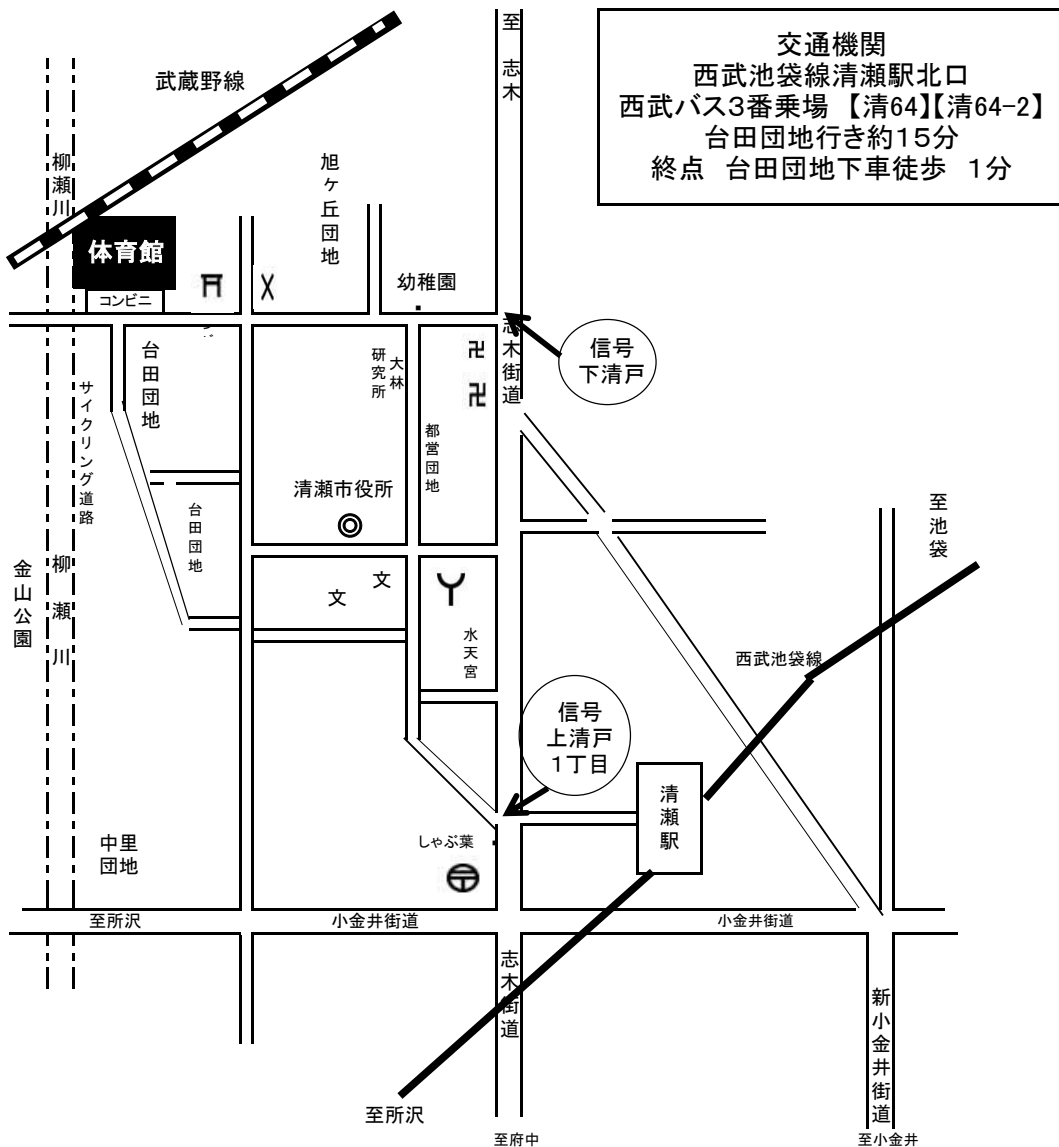 交通機関
西武池袋線清瀬駅北口
西武バス3番乗場 【清64】【清64-2】
台田団地行き約15分
終点 台田団地下車徒歩 1分
至 志木
武蔵野線
柳瀬川
旭ヶ丘団地
体育館
コンビニ
幼稚園
志木街道
信号
下清戸
台田団地
大林
研究所
卍
卍
サイクリング道路
都営団地
清瀬市役所
台田団地
至池袋
金山公園
柳瀬川
文
文
水天宮
西武池袋線
信号
上清戸
1丁目
清瀬駅
しゃぶ葉
中里
団地
至所沢
小金井街道
小金井街道
志木街道
新小金井街道
至所沢
至府中
至小金井